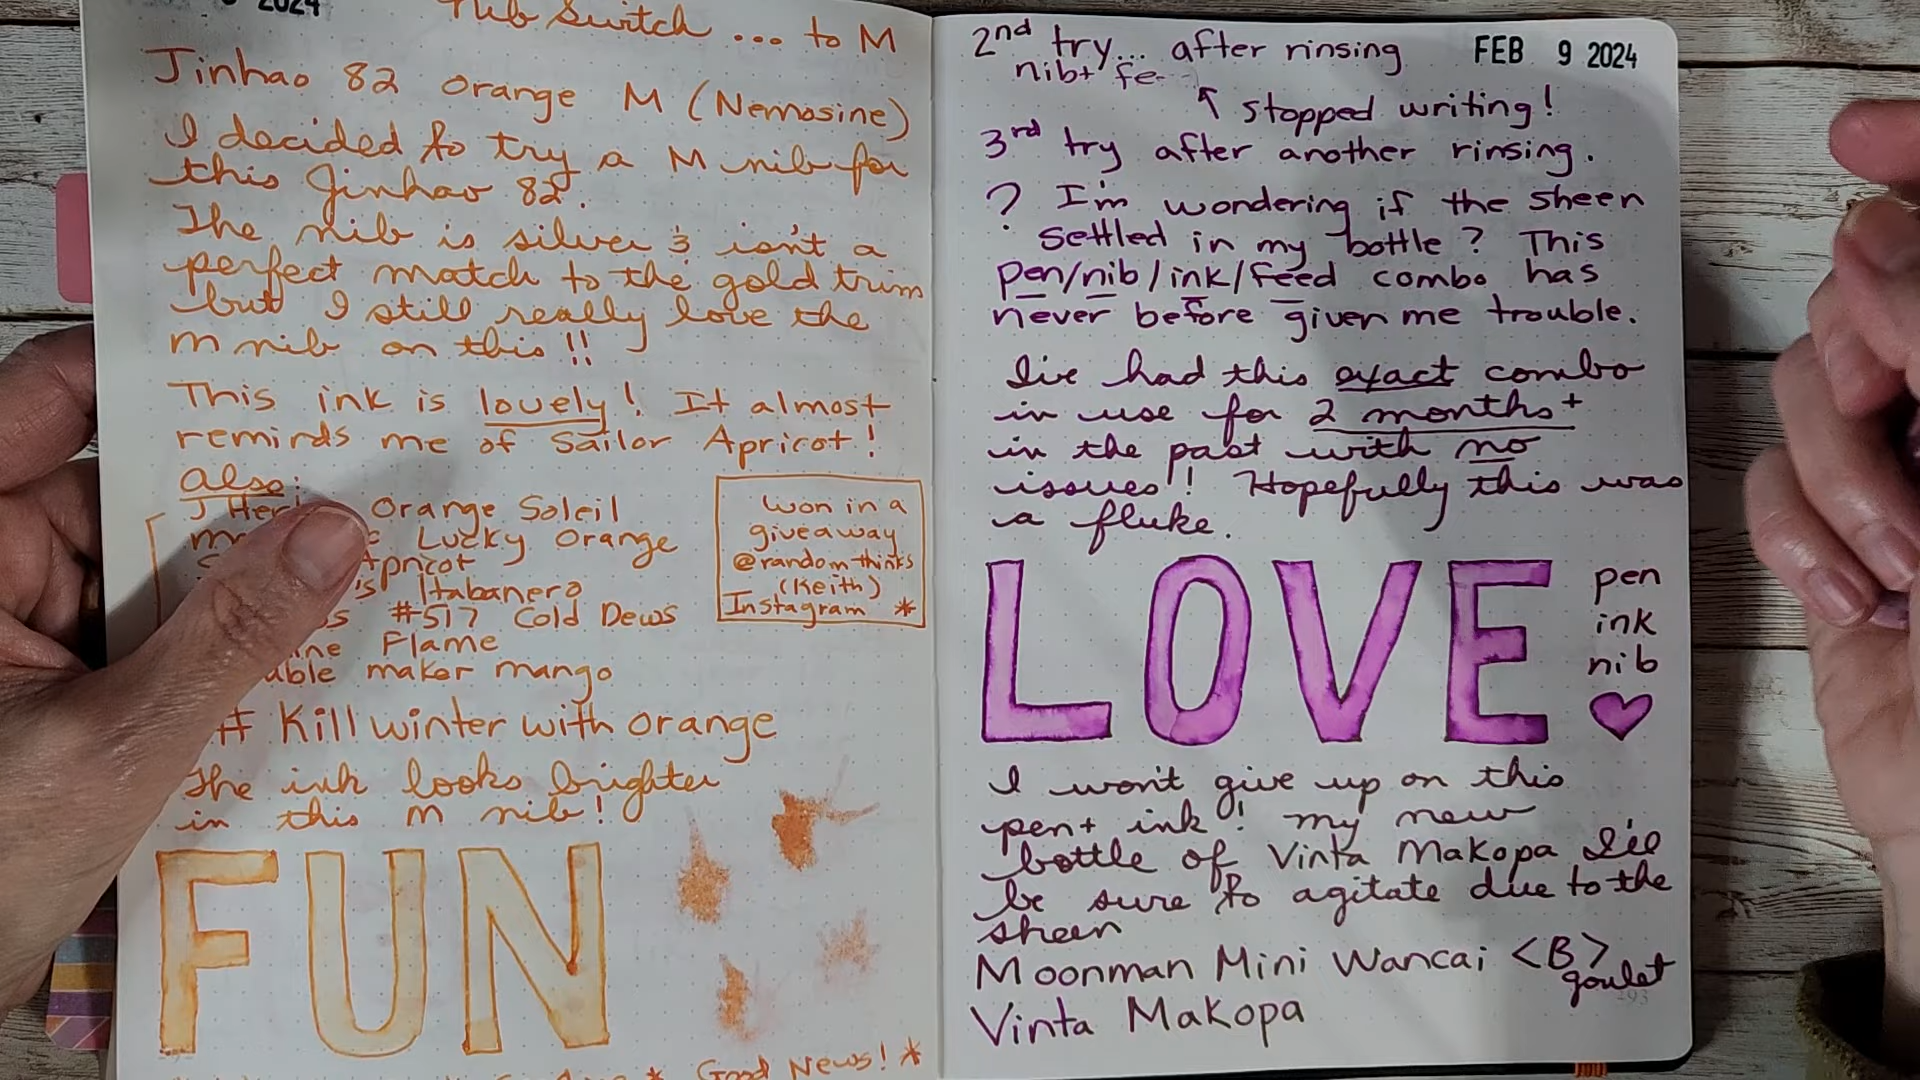 2024
Nib Switch... to M
Jinhao 82 Orange M (Nemosine)
I decided to try a M nib for
this Jinhao 82.
The nib is silver & isn't a
perfect match to the gold trim
but I still really love the
M nib on this!!
This ink is lovely! It almost
reminds me of Sailor Apricot!
also:
J Her Orange Soleil
Lucky Orange
Apricot
Habanero
#517 Cold Dews
Flame
maker mango
won in a
giveaway
@randomthinks
(Keith)
Instagram *
# Kill winter with orange
The ink looks brighter
in this M nib!
FUN
* Good News! *
2nd try... after rinsing
FEB 9 2024
nib+ fe-
↑ stopped writing!
3rd try after another rinsing.
? I'm wondering if the sheen
settled in my bottle? This
pen/nib/ink/feed combo has
never before given me trouble.
I've had this exact combo
in use for 2 months+
in the past with no
issues!! Hopefully this was
a fluke.
LOVE
pen
ink
nib
I won't give up on this
pen+ ink! My new
bottle of Vinta Makopa I'll
be sure to agitate due to the
sheen
Moonman Mini Wancai <B>
goulet
93
Vinta Makopa